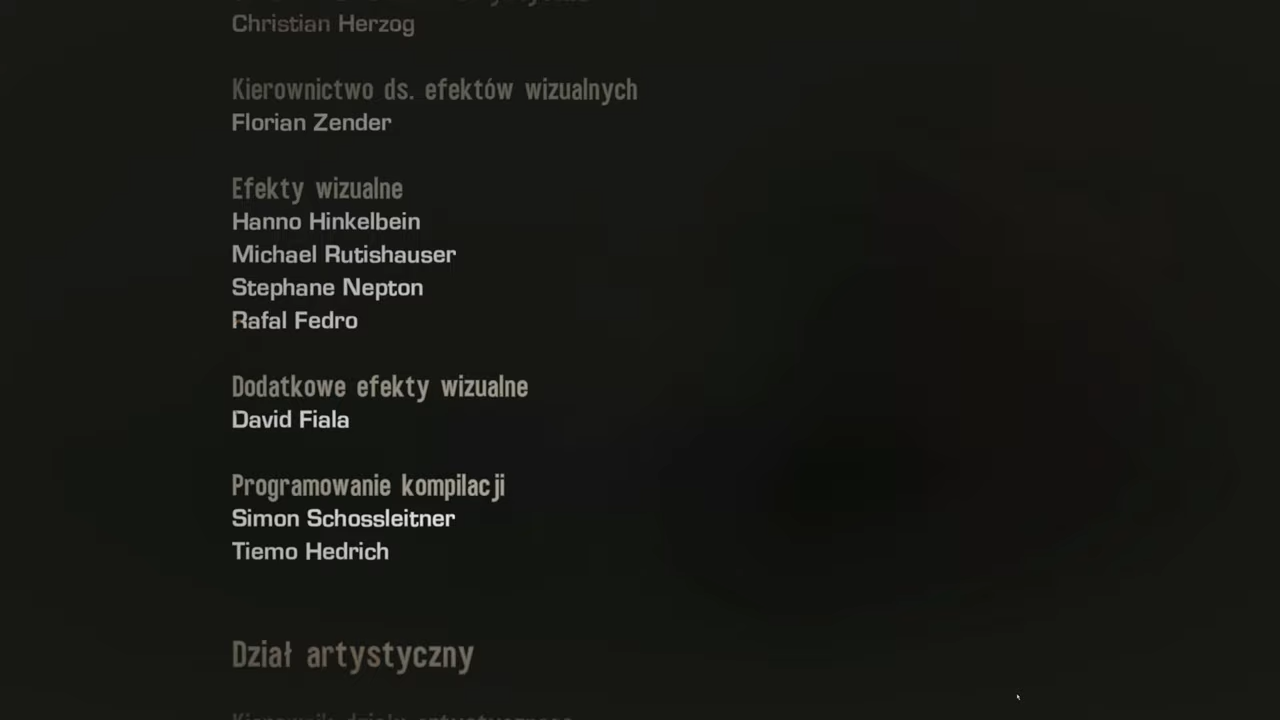 Christian Herzog
Kierownictwo ds. efektów wizualnych
Florian Zender
Efekty wizualne
Hanno Hinkelbein
Michael Rutishauser
Stephane Nepton
Rafal Fedro
Dodatkowe efekty wizualne
David Fiala
Programowanie kompilacji
Simon Schossleitner
Tiemo Hedrich
Dział artystyczny